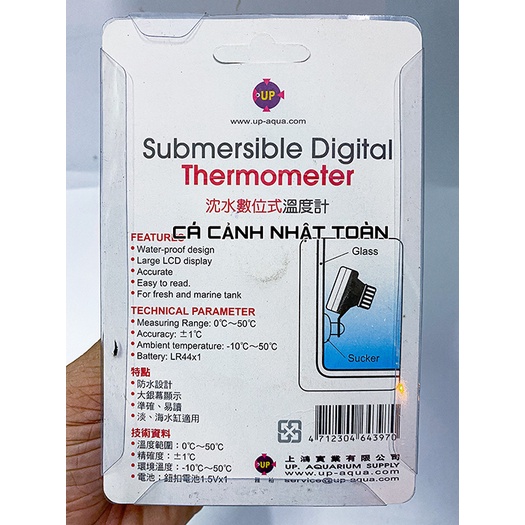 UP
www.up-aqua.com
Submersible Digital
Thermometer
沈水數位式溫度計
CÁ CẢNH NHẬT TOÀN
FEATURES
• Water-proof design
• Large LCD display
• Accurate
• Easy to read.
• For fresh and marine tank
Glass
Sucker
TECHNICAL PARAMETER
• Measuring Range: 0℃～50℃
• Accuracy: ±1℃
• Ambient temperature: -10℃～50℃
• Battery: LR44x1
特點
• 防水設計
• 大銀幕顯示
• 準確、易讀
• 淡、海水缸適用
技術資料
• 溫度範圍：0℃～50℃
• 精確度：±1℃
• 環境溫度：-10℃～50℃
• 電池：鈕扣電池1.5Vx1
4 712304 643970
UP
上鴻實業有限公司
UP. AQUARIUM SUPPLY
www.up-aqua.com
service@up-aqua.com